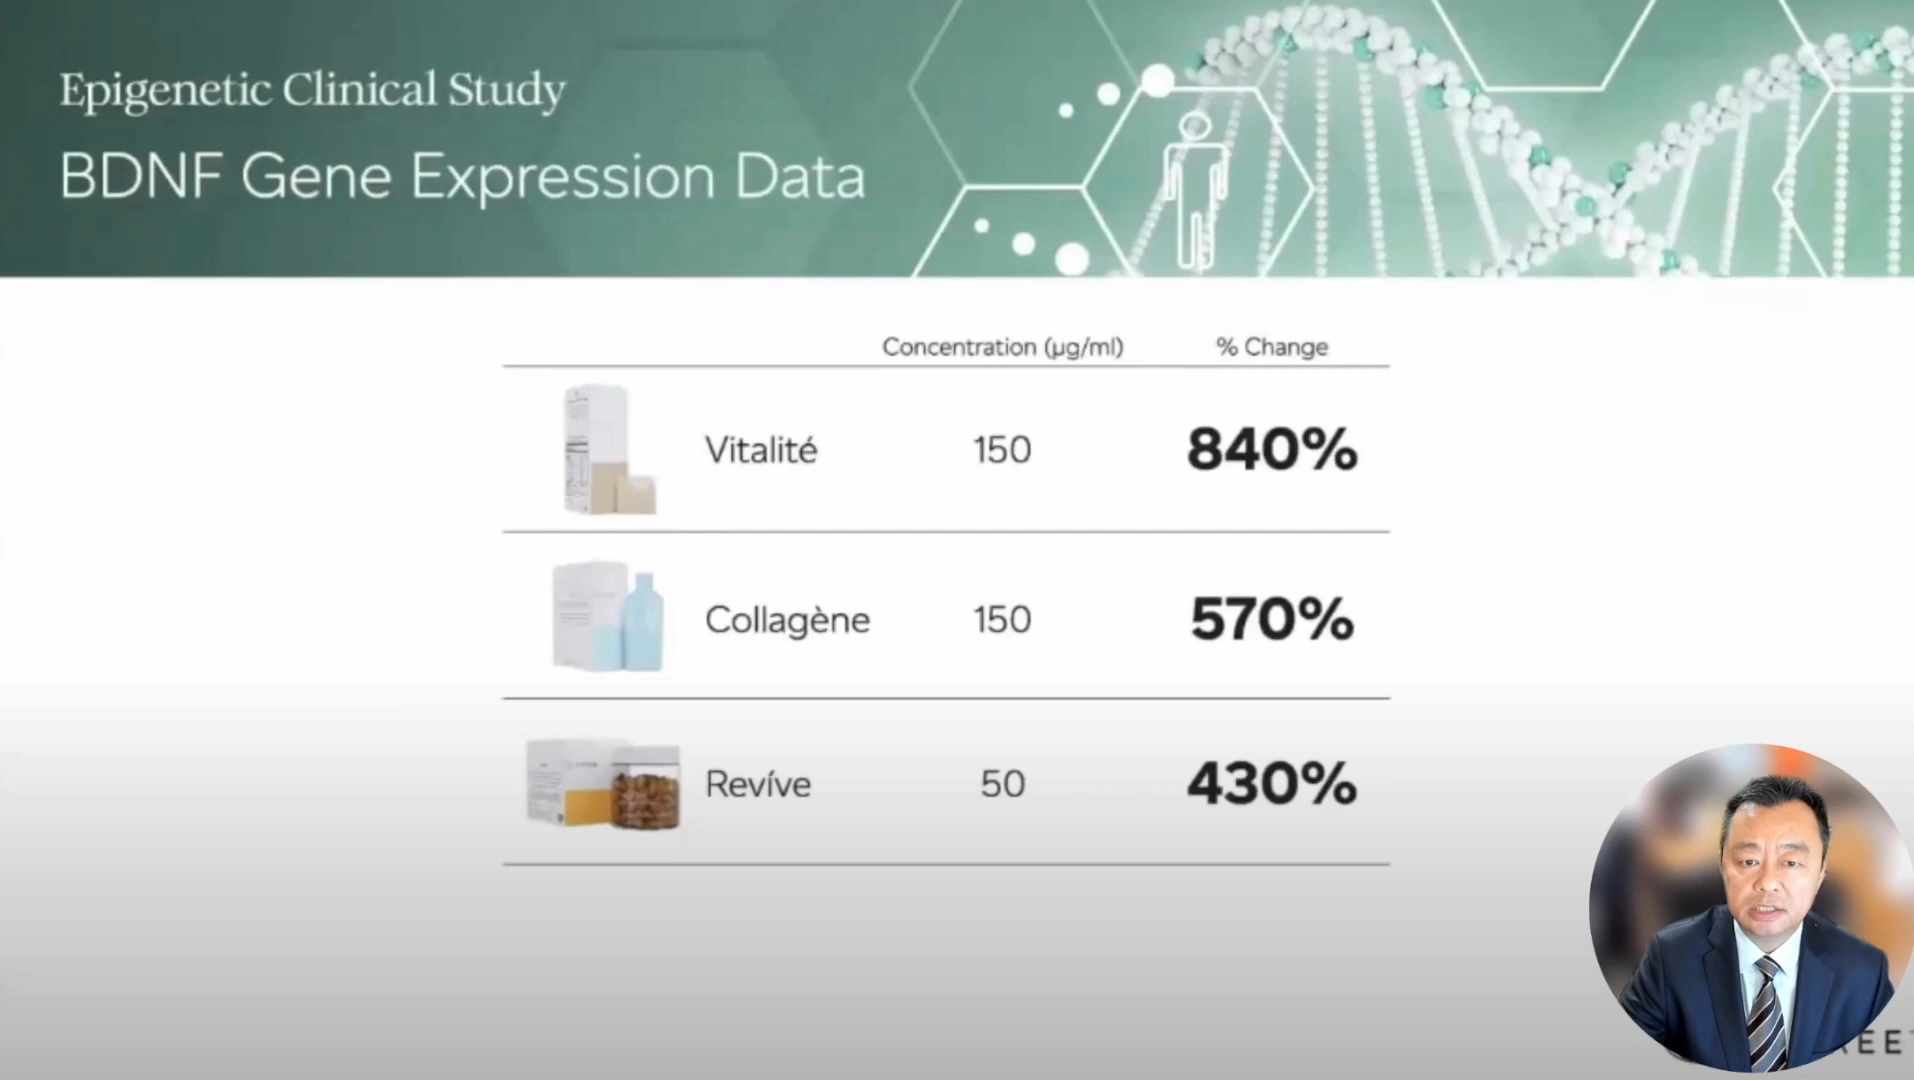 Epigenetic Clinical Study
BDNF Gene Expression Data
Concentration (µg/ml) % Change
Vitalité 150 840%
Collagène 150 570%
Revíve 50 430%